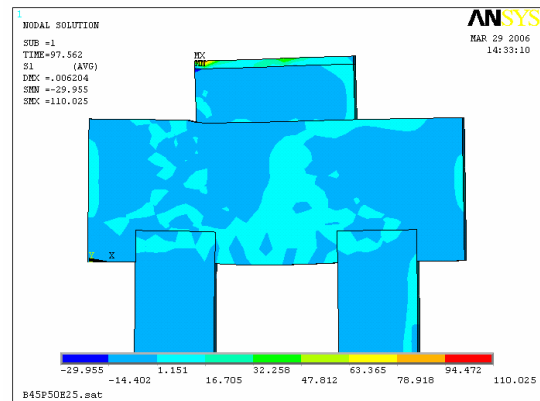 1
NODAL SOLUTION
ANSYS
MAR 29 2006
14:33:10
SUB =1
TIME=97.562
S1 (AVG)
DMX =.006204
SMN =-29.955
SMX =110.025
MX
MN
Y X
-29.955 1.151 32.258 63.365 94.472
-14.402 16.705 47.812 78.918 110.025
B45P50E25.sat